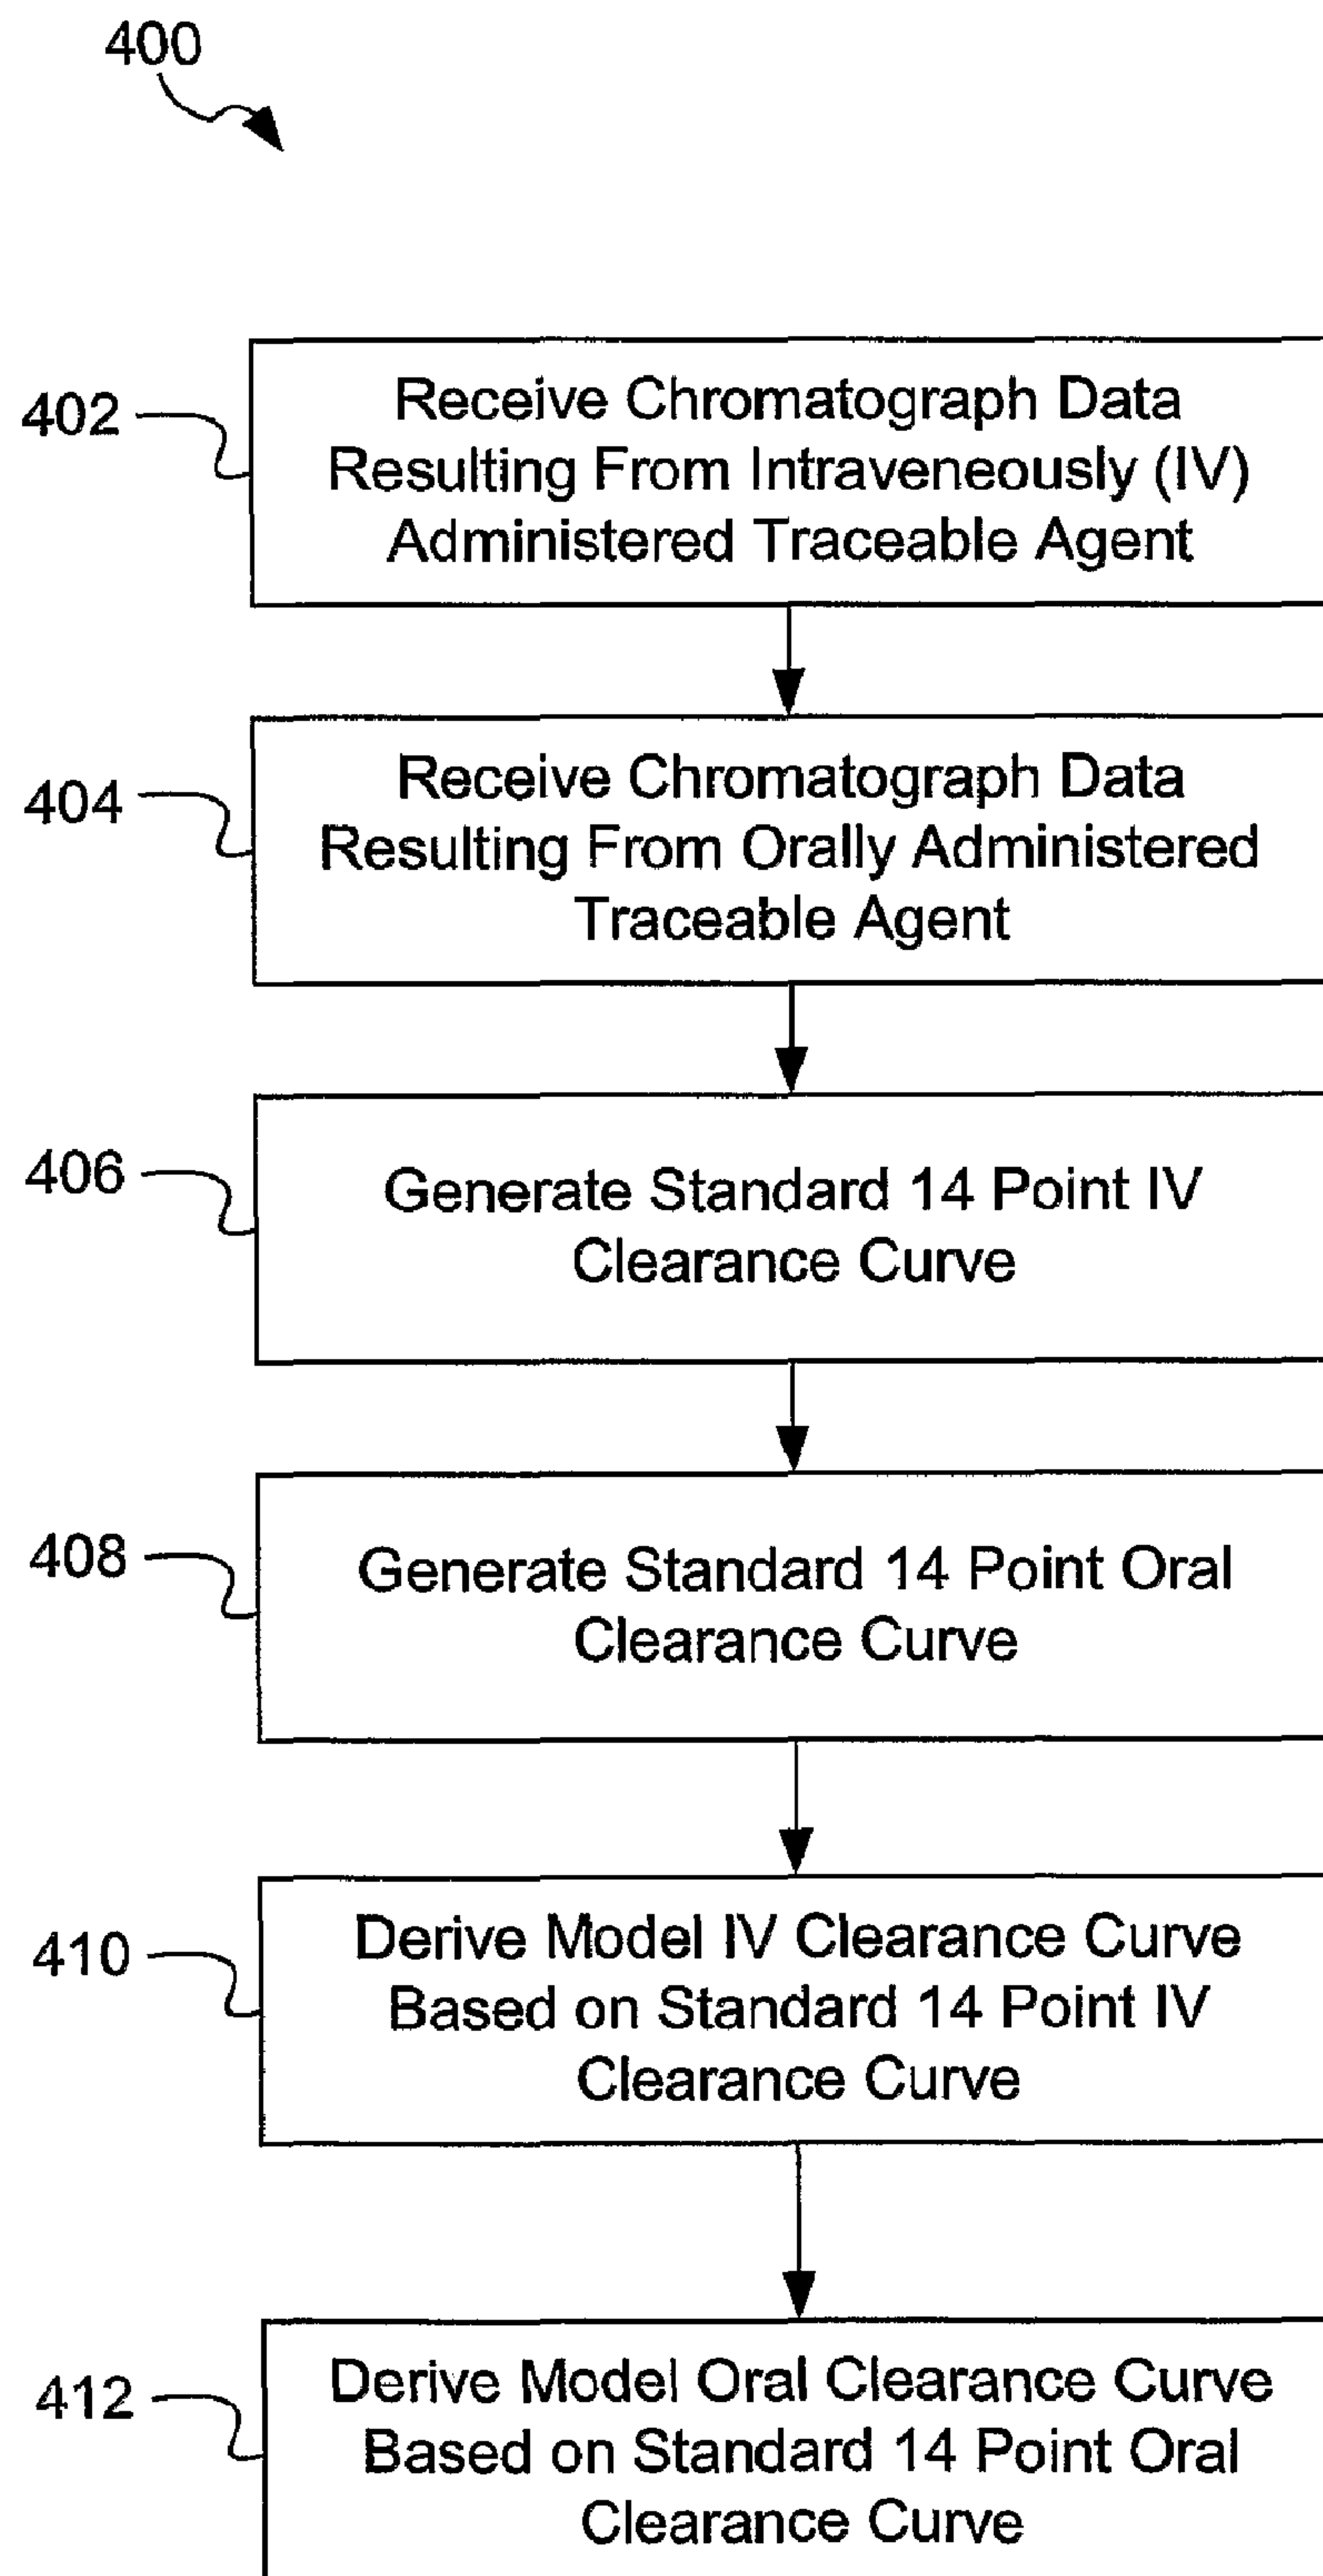 400
402
Receive Chromatograph Data
Resulting From Intraveneously (IV)
Administered Traceable Agent
404
Receive Chromatograph Data
Resulting From Orally Administered
Traceable Agent
406
Generate Standard 14 Point IV
Clearance Curve
408
Generate Standard 14 Point Oral
Clearance Curve
410
Derive Model IV Clearance Curve
Based on Standard 14 Point IV
Clearance Curve
412
Derive Model Oral Clearance Curve
Based on Standard 14 Point Oral
Clearance Curve